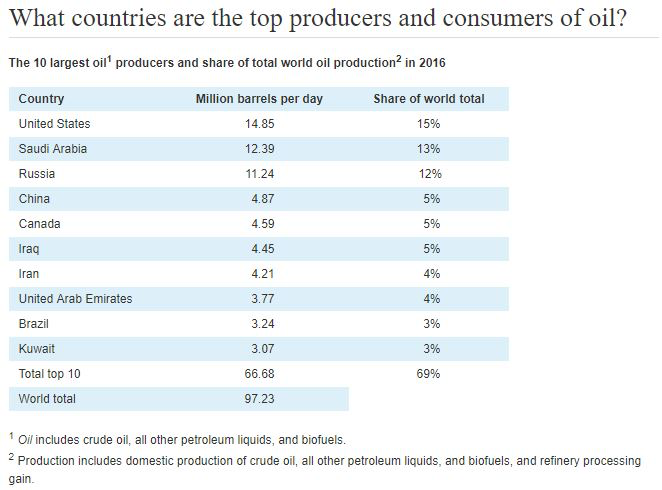 What countries are the top producers and consumers of oil?
The 10 largest oil1 producers and share of total world oil production2 in 2016
Country Million barrels per day Share of world total
United States 14.85 15%
Saudi Arabia 12.39 13%
Russia 11.24 12%
China 4.87 5%
Canada 4.59 5%
Iraq 4.45 5%
Iran 4.21 4%
United Arab Emirates 3.77 4%
Brazil 3.24 3%
Kuwait 3.07 3%
Total top 10 66.68 69%
World total 97.23
1 Oil includes crude oil, all other petroleum liquids, and biofuels.
2 Production includes domestic production of crude oil, all other petroleum liquids, and biofuels, and refinery processing
gain.